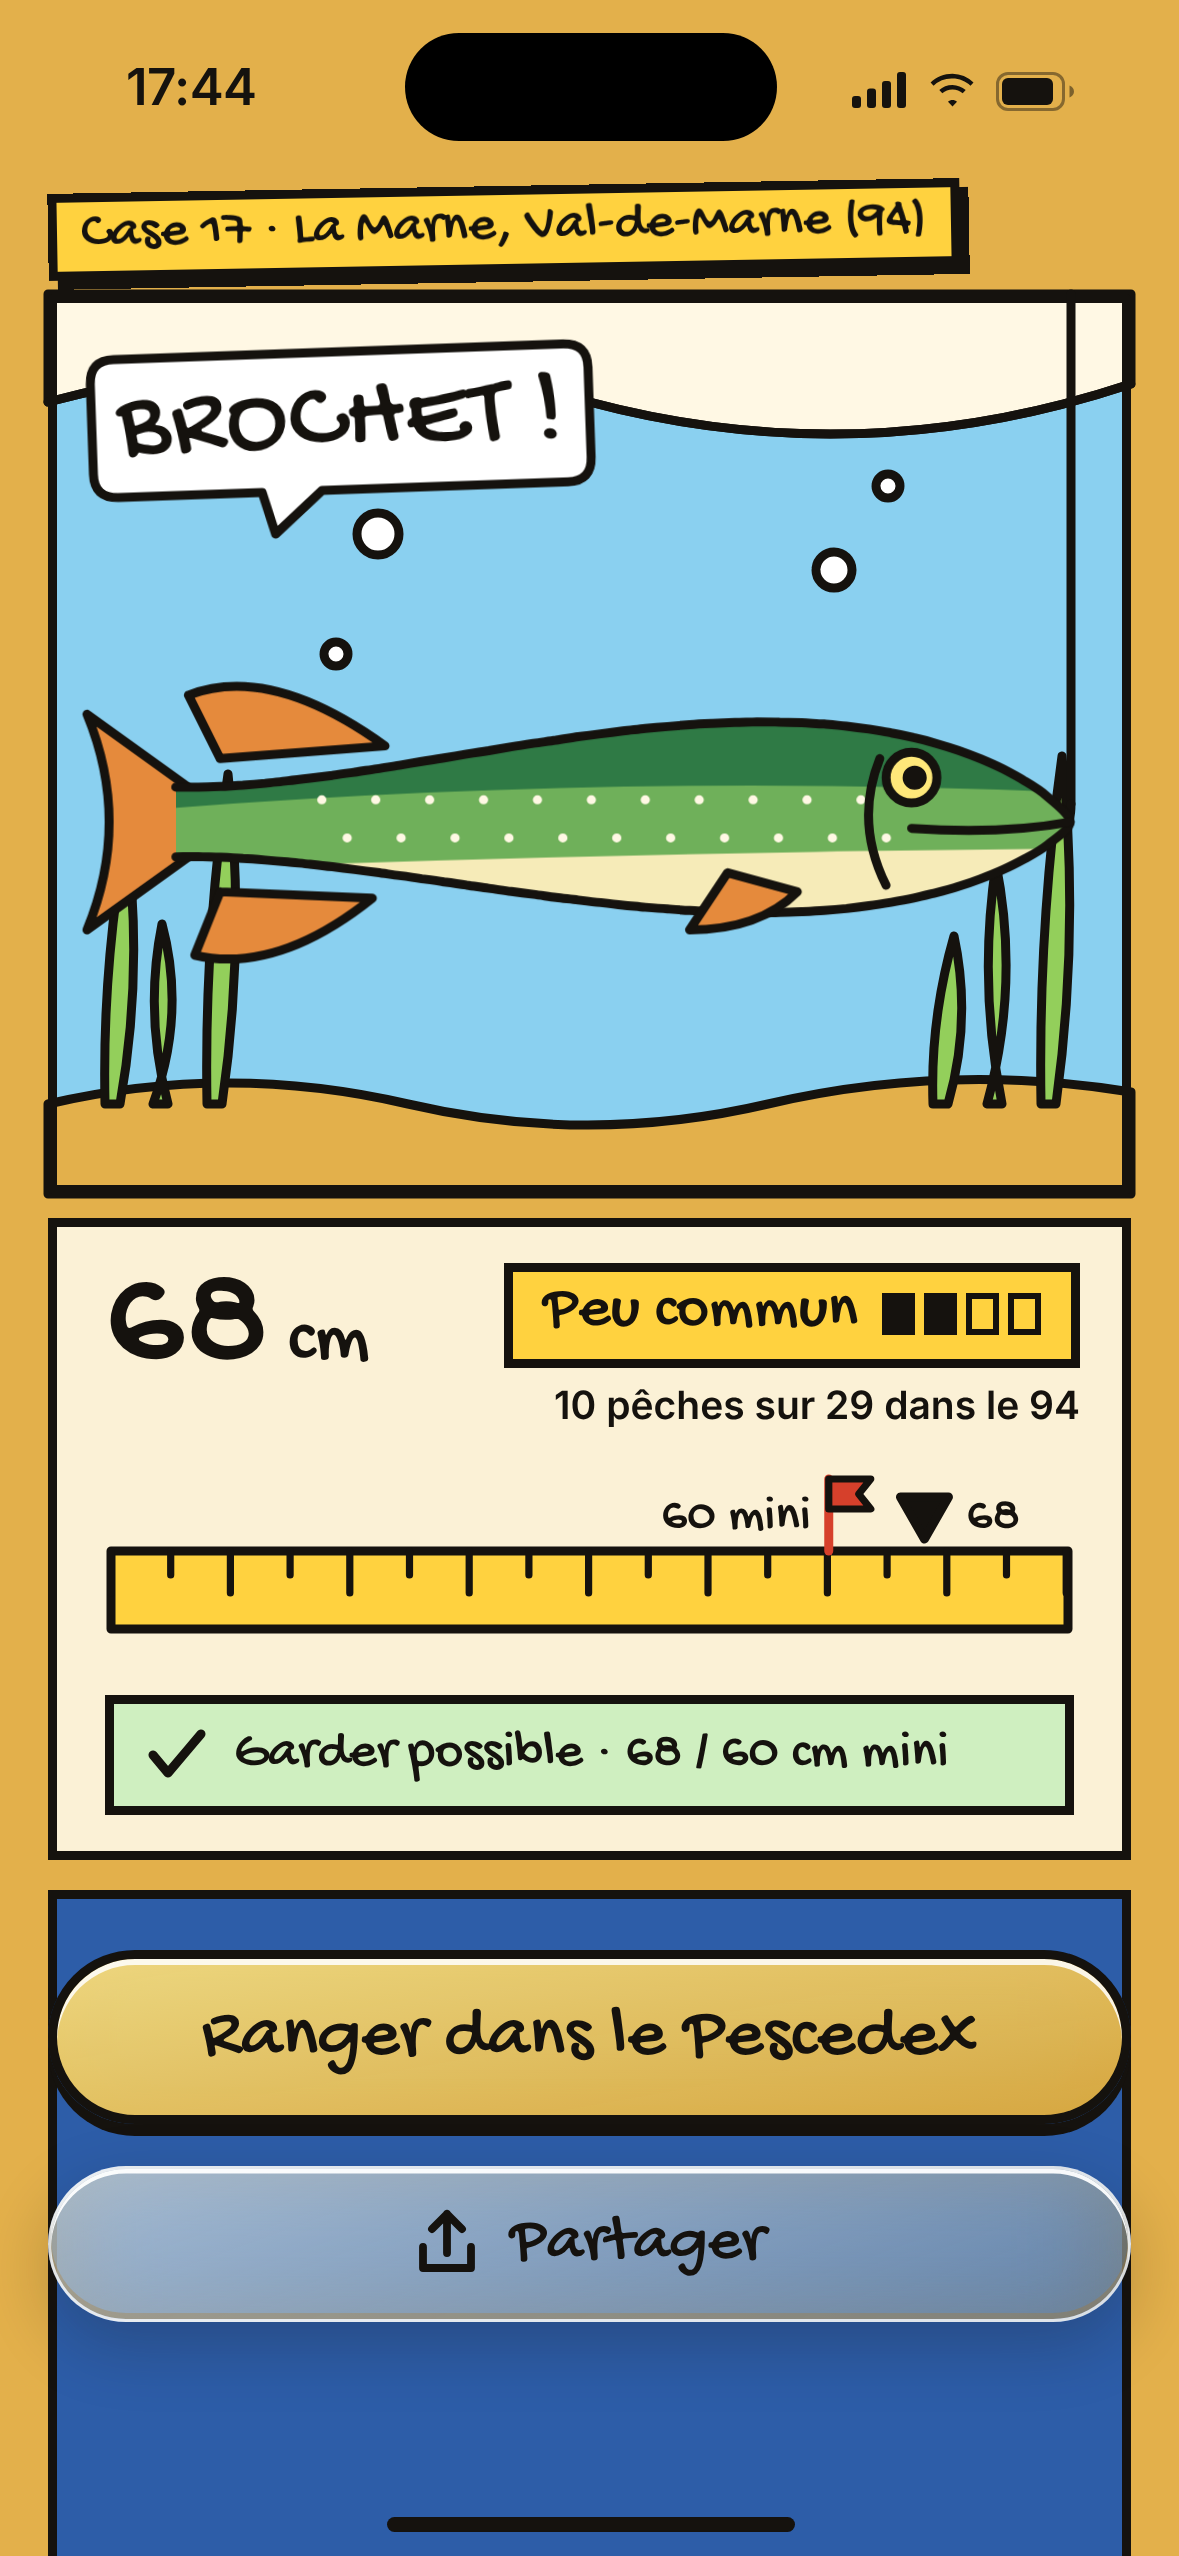 17:44
Case 17 · La Marne, Val-de-Marne (94)
BROCHET !
68 cm
Peu commun
10 pêches sur 29 dans le 94
60 mini
68
Garder possible · 68 / 60 cm mini
Ranger dans le Pescedex
Partager